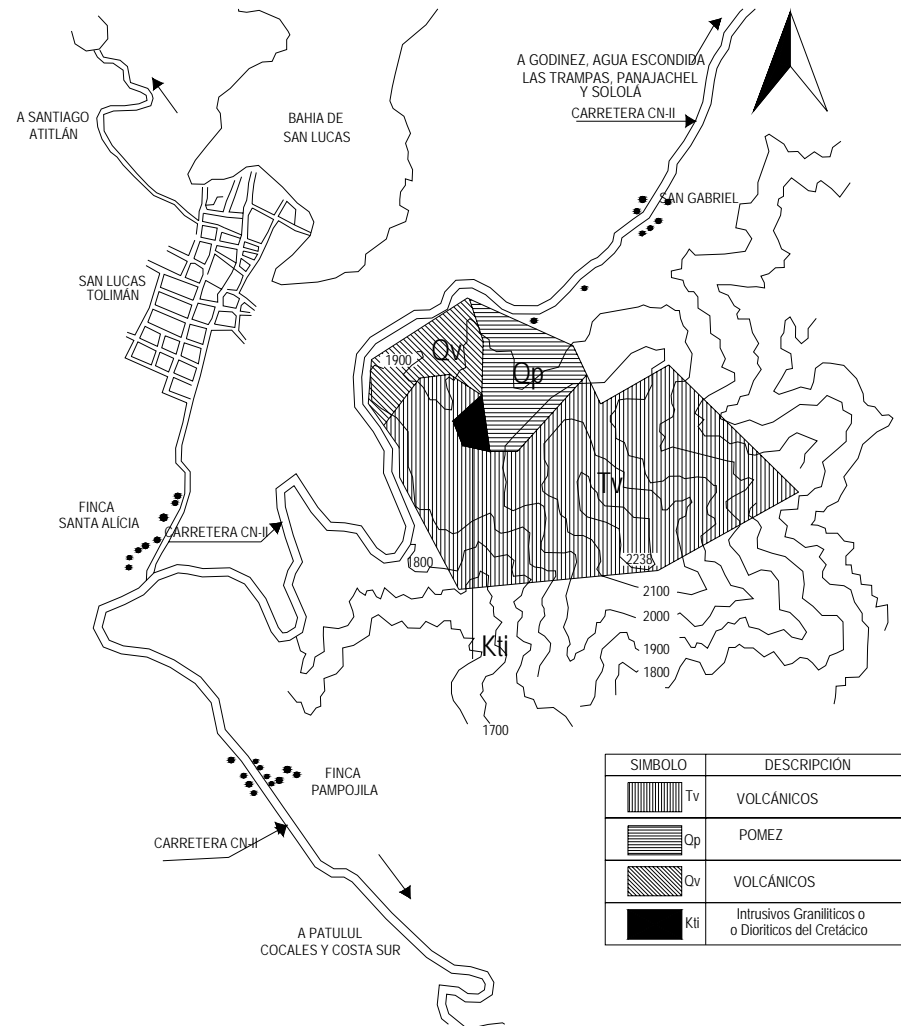 A GODINEZ, AGUA ESCONDIDA
LAS TRAMPAS, PANAJACHEL
Y SOLOLÁ
CARRETERA CN-II
A SANTIAGO
ATITLÁN
BAHIA DE
SAN LUCAS
SAN GABRIEL
SAN LUCAS
TOLIMÁN
Qv
1900
Qp
Tv
FINCA
SANTA ALÍCIA
CARRETERA CN-II
1800
2238
2100
2000
1900
1800
Kti
1700
FINCA
PAMPOJILA
CARRETERA CN-II
A PATULUL
COCALES Y COSTA SUR
SIMBOLO DESCRIPCIÓN
Tv VOLCÁNICOS
Qp POMEZ
Qv VOLCÁNICOS
Kti Intrusivos Graniliticos o
o Dioriticos del Cretácico